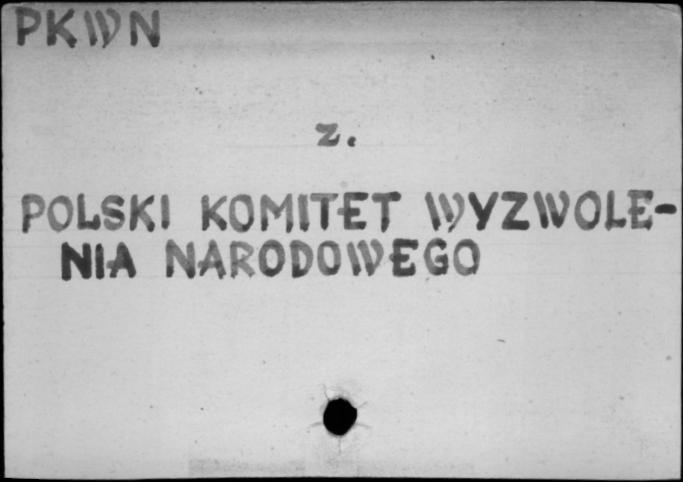 PKWN
z.
POLSKI KOMITET WYZWOLE-
NIA NARODOWEGO